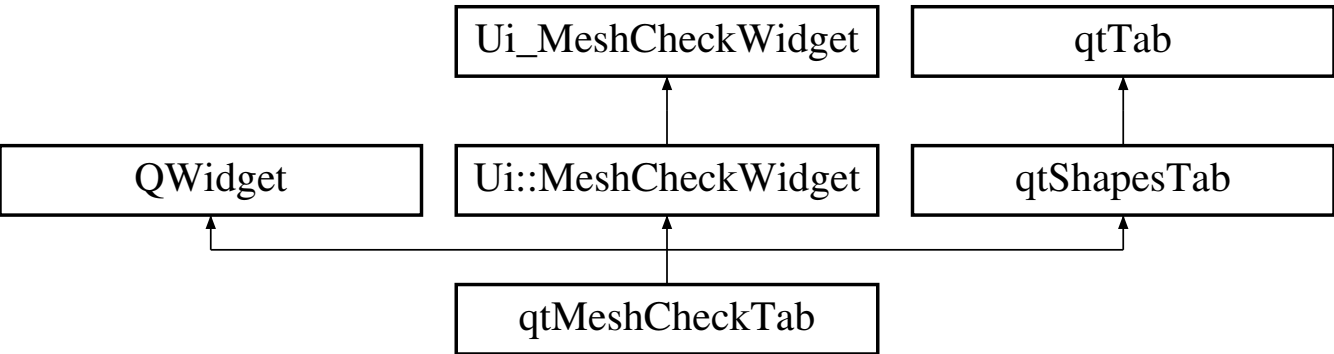 Ui_MeshCheckWidget
qtTab
QWidget
Ui::MeshCheckWidget
qtShapesTab
qtMeshCheckTab